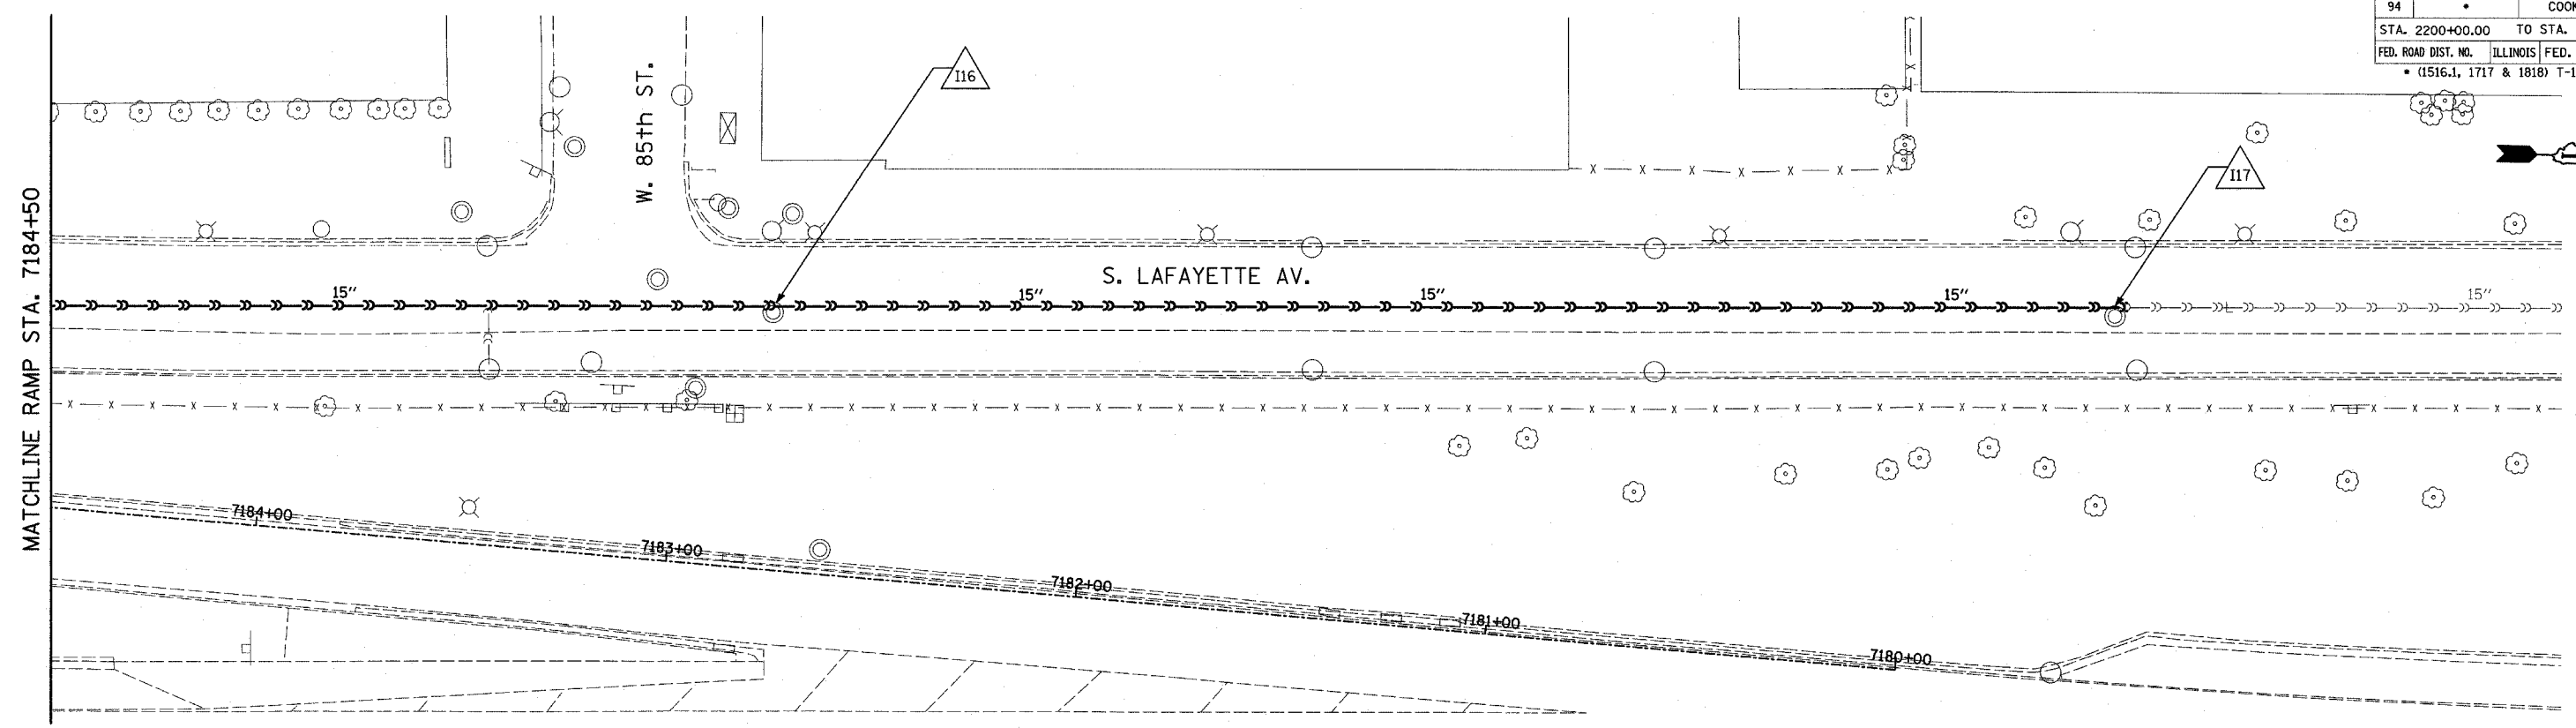 94 * COOK
STA. 2200+00.00 TO STA.
FED. ROAD DIST. NO. ILLINOIS FED.
* (1516.1, 1717 & 1818) T-1
I16
W. 85th ST.
I17
MATCHLINE RAMP STA. 7184+50
S. LAFAYETTE AV.
15"
15"
15"
15"
15"
7184+00
7183+00
7182+00
7181+00
7180+00